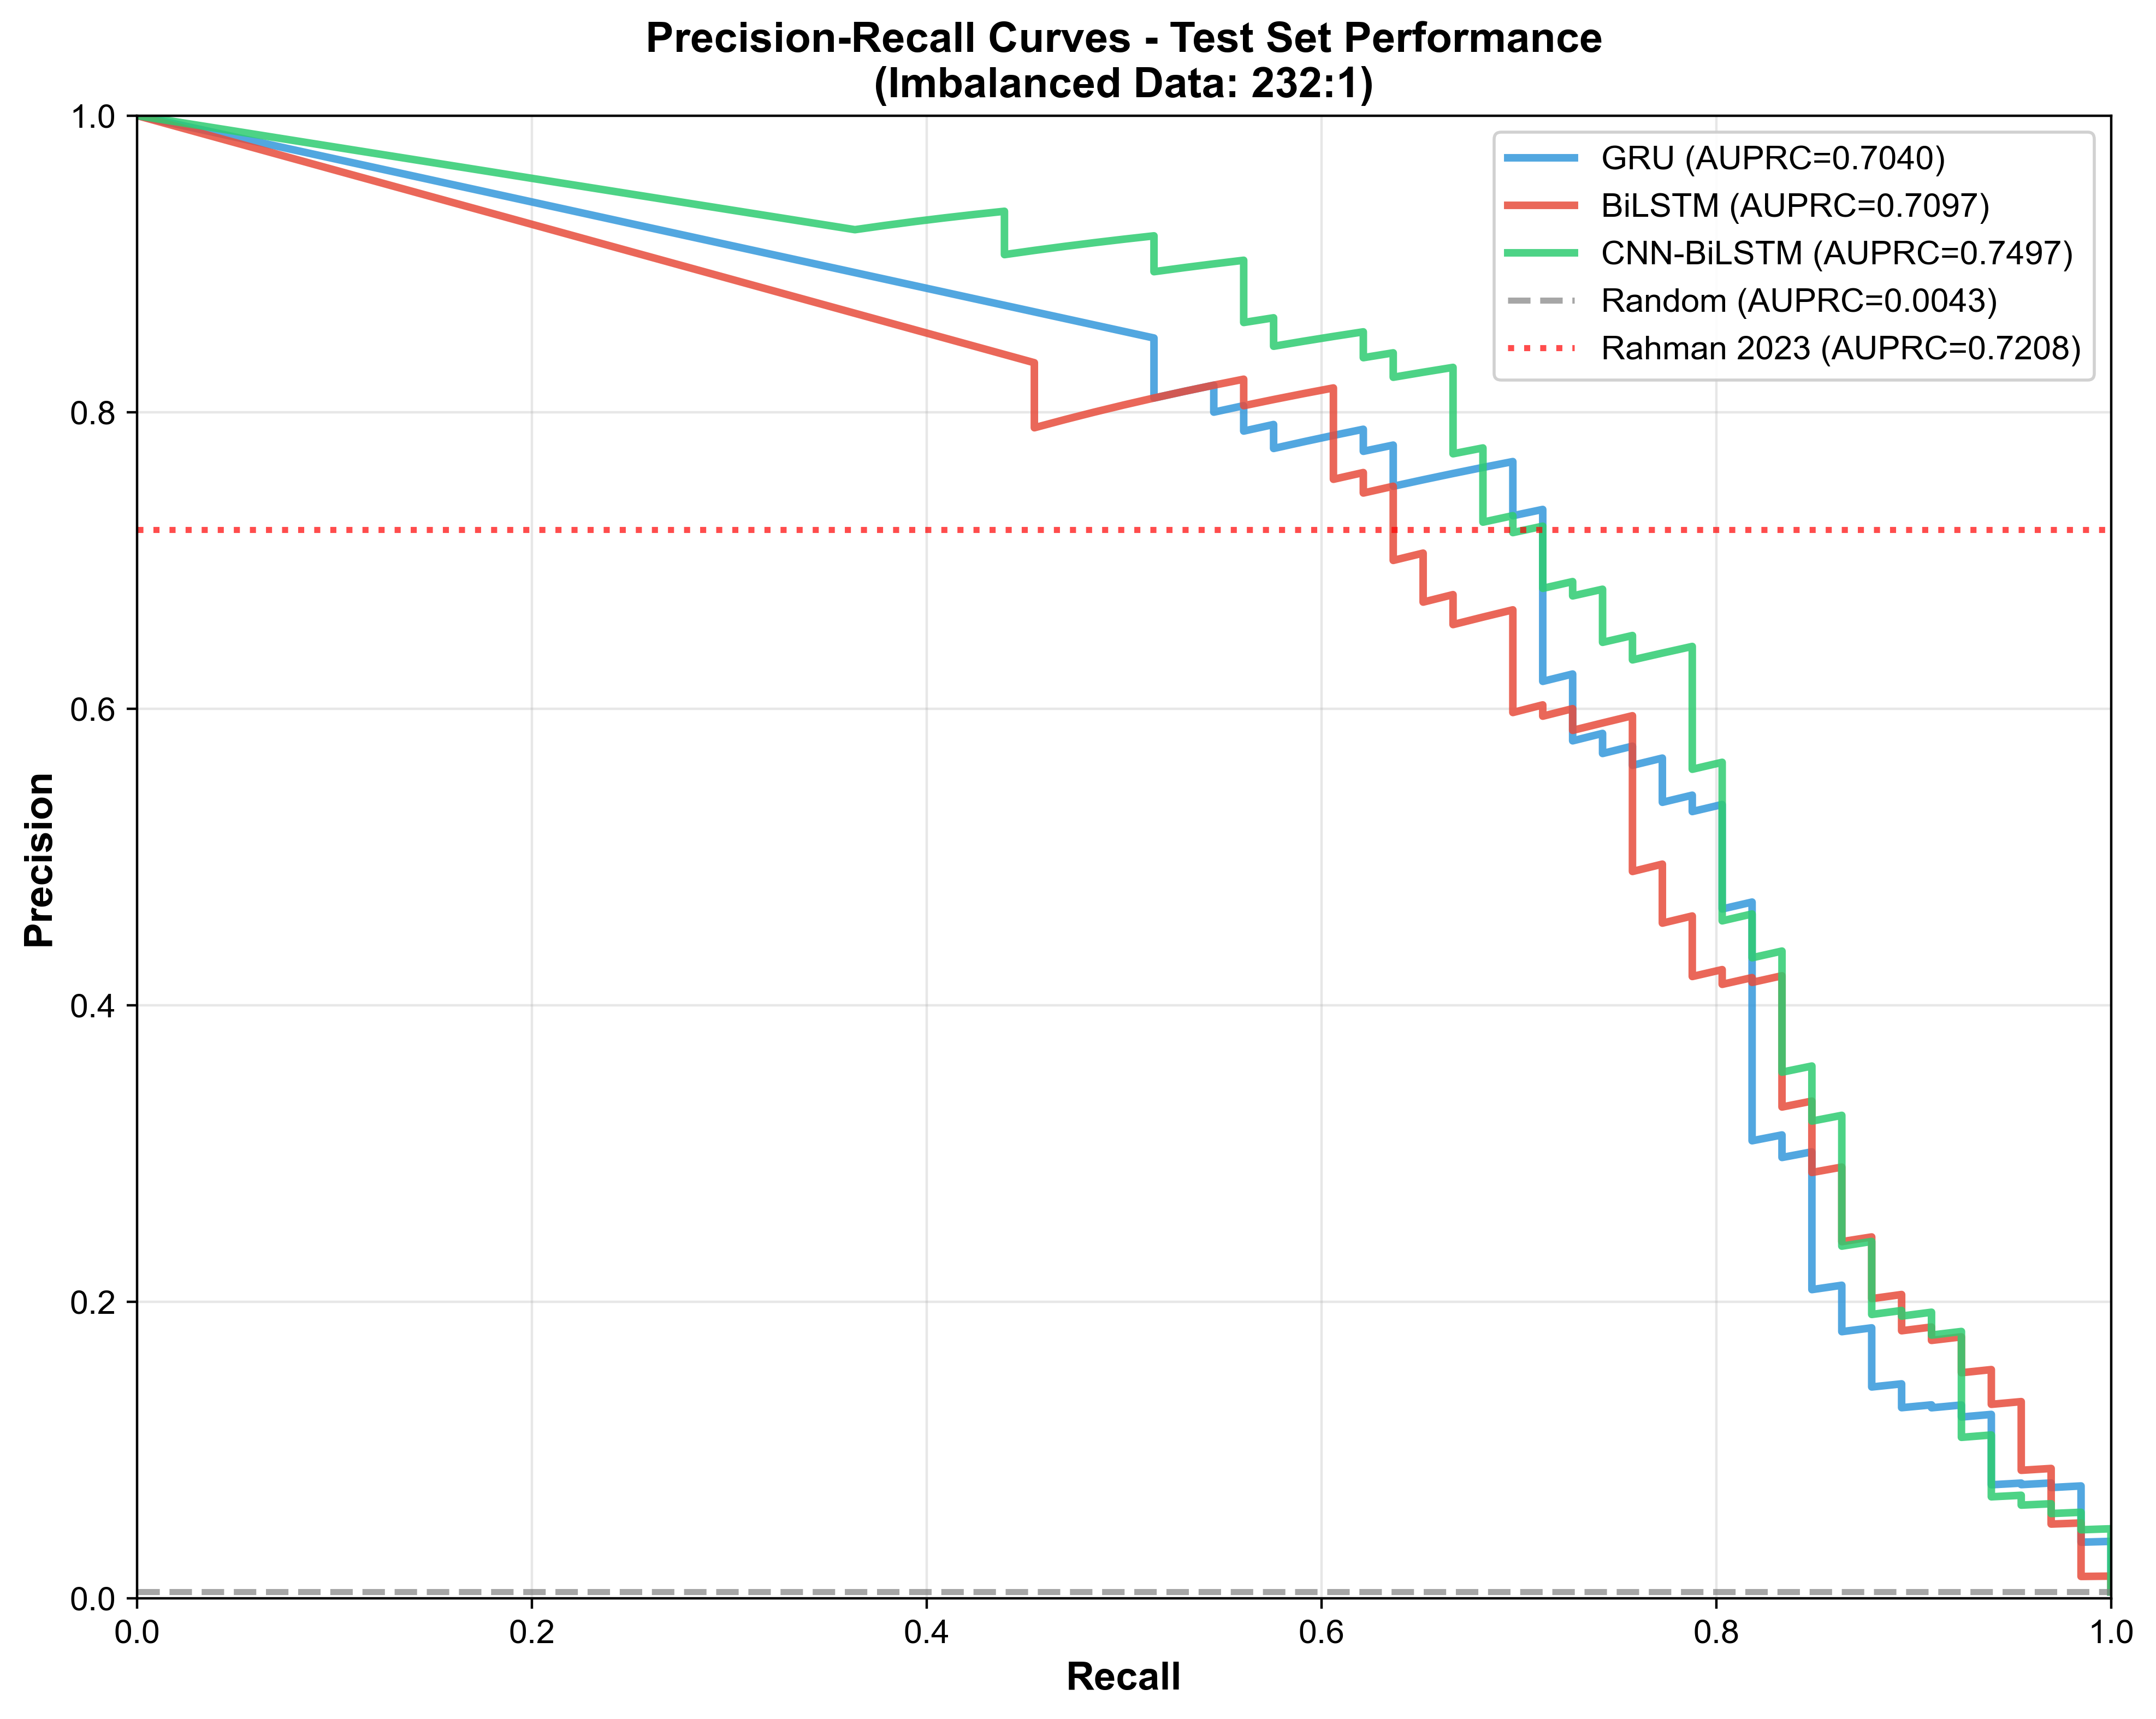 Precision-Recall Curves - Test Set Performance
(Imbalanced Data: 232:1)
GRU (AUPRC=0.7040)
BiLSTM (AUPRC=0.7097)
CNN-BiLSTM (AUPRC=0.7497)
Random (AUPRC=0.0043)
Rahman 2023 (AUPRC=0.7208)
Precision
1.0
0.8
0.6
0.4
0.2
0.0
0.0 0.2 0.4 0.6 0.8 1.0
Recall